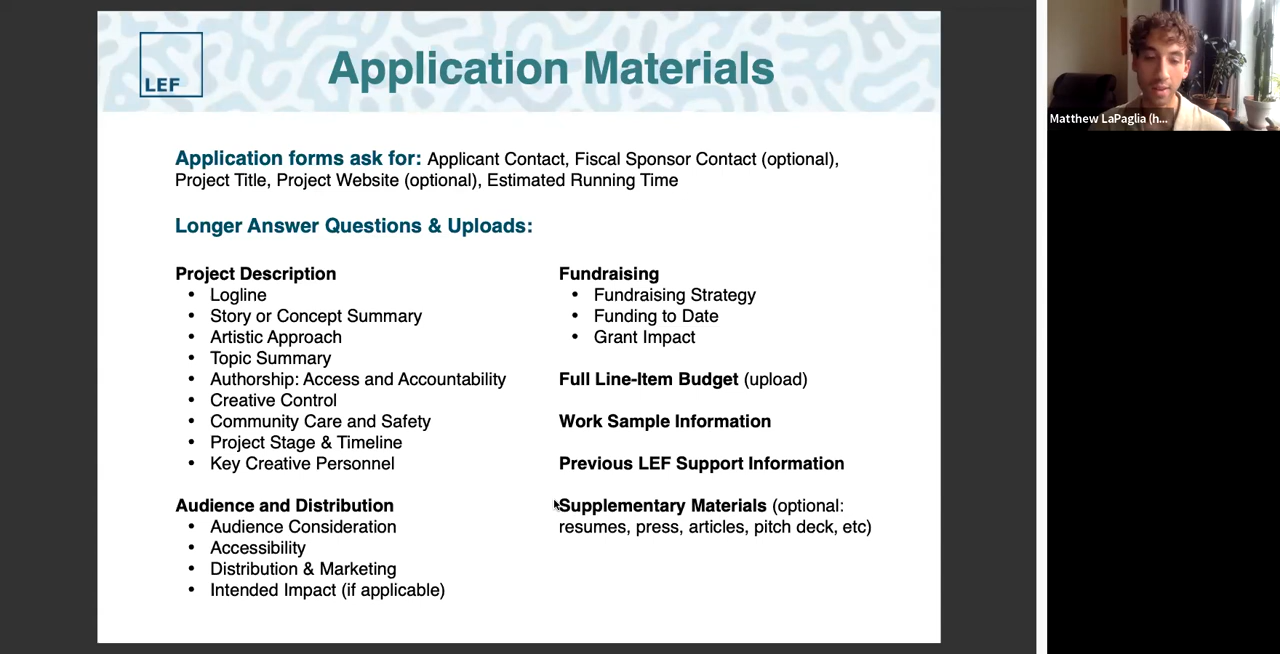 LEF
Application Materials
Application forms ask for: Applicant Contact, Fiscal Sponsor Contact (optional),
Project Title, Project Website (optional), Estimated Running Time
Longer Answer Questions & Uploads:
Project Description
• Logline
• Story or Concept Summary
• Artistic Approach
• Topic Summary
• Authorship: Access and Accountability
• Creative Control
• Community Care and Safety
• Project Stage & Timeline
• Key Creative Personnel
Audience and Distribution
• Audience Consideration
• Accessibility
• Distribution & Marketing
• Intended Impact (if applicable)
Fundraising
• Fundraising Strategy
• Funding to Date
• Grant Impact
Full Line-Item Budget (upload)
Work Sample Information
Previous LEF Support Information
Supplementary Materials (optional:
resumes, press, articles, pitch deck, etc)
Matthew LaPaglia (h...